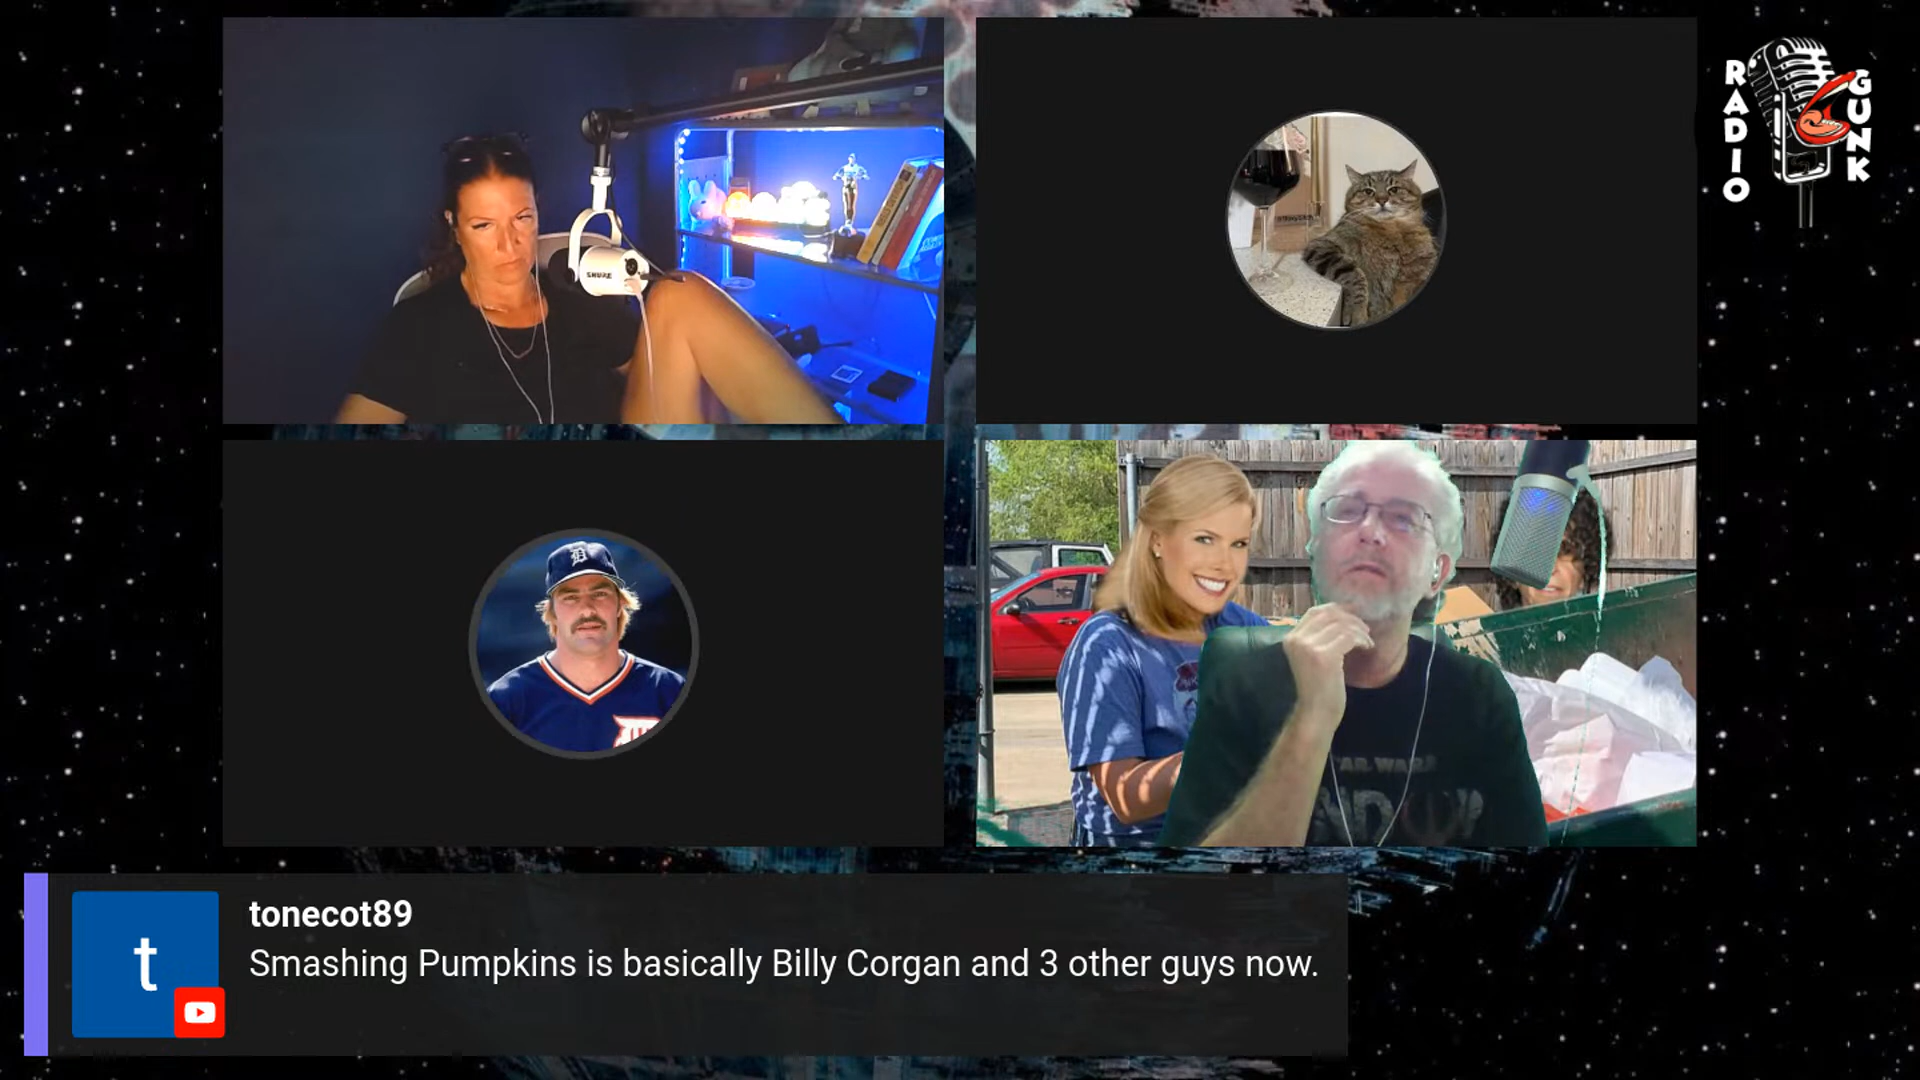 RADIO
GUNK
SHURE
STAR WARS
tonecot89
Smashing Pumpkins is basically Billy Corgan and 3 other guys now.
t